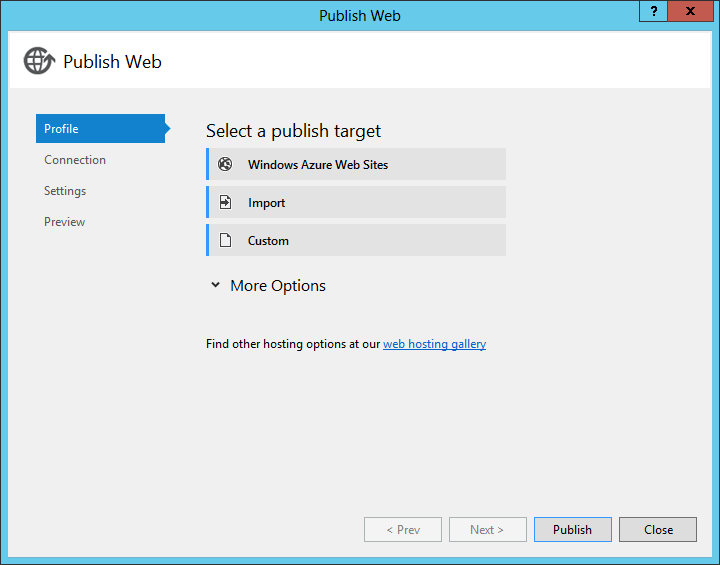 Publish Web
?
x
Publish Web
Profile
Connection
Settings
Preview
Select a publish target
Windows Azure Web Sites
Import
Custom
More Options
Find other hosting options at our web hosting gallery
< Prev
Next >
Publish
Close